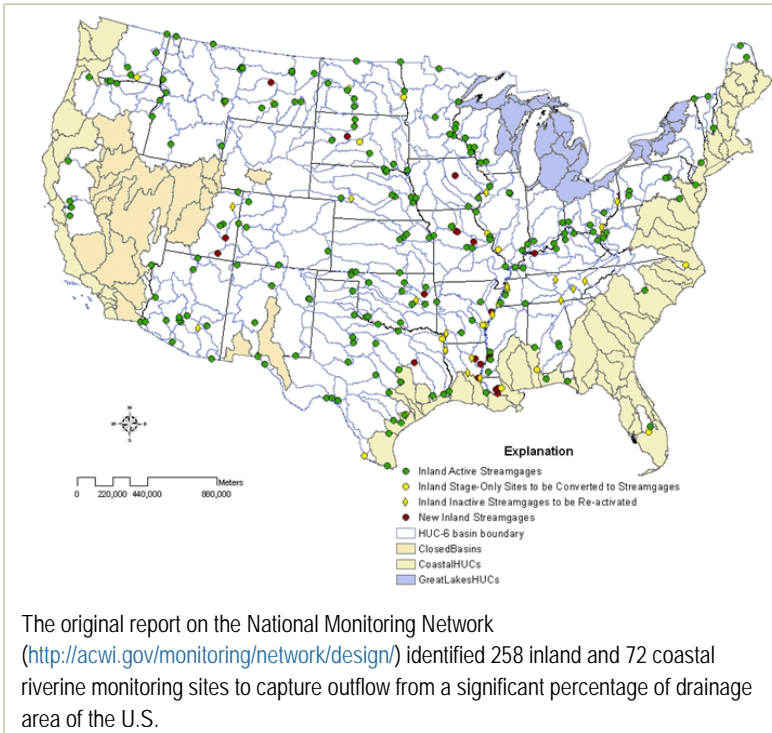 N
W
E
S
Meters
0 220,000 440,000 880,000
Explanation
Inland Active Streamgages
Inland Stage-Only Sites to be Converted to Streamgages
Inland Inactive Streamgages to be Re-activated
New Inland Streamgages
HUC-6 basin boundary
ClosedBasins
CoastalHUCs
GreatLakesHUCs
The original report on the National Monitoring Network
(http://acwi.gov/monitoring/network/design/) identified 258 inland and 72 coastal
riverine monitoring sites to capture outflow from a significant percentage of drainage
area of the U.S.